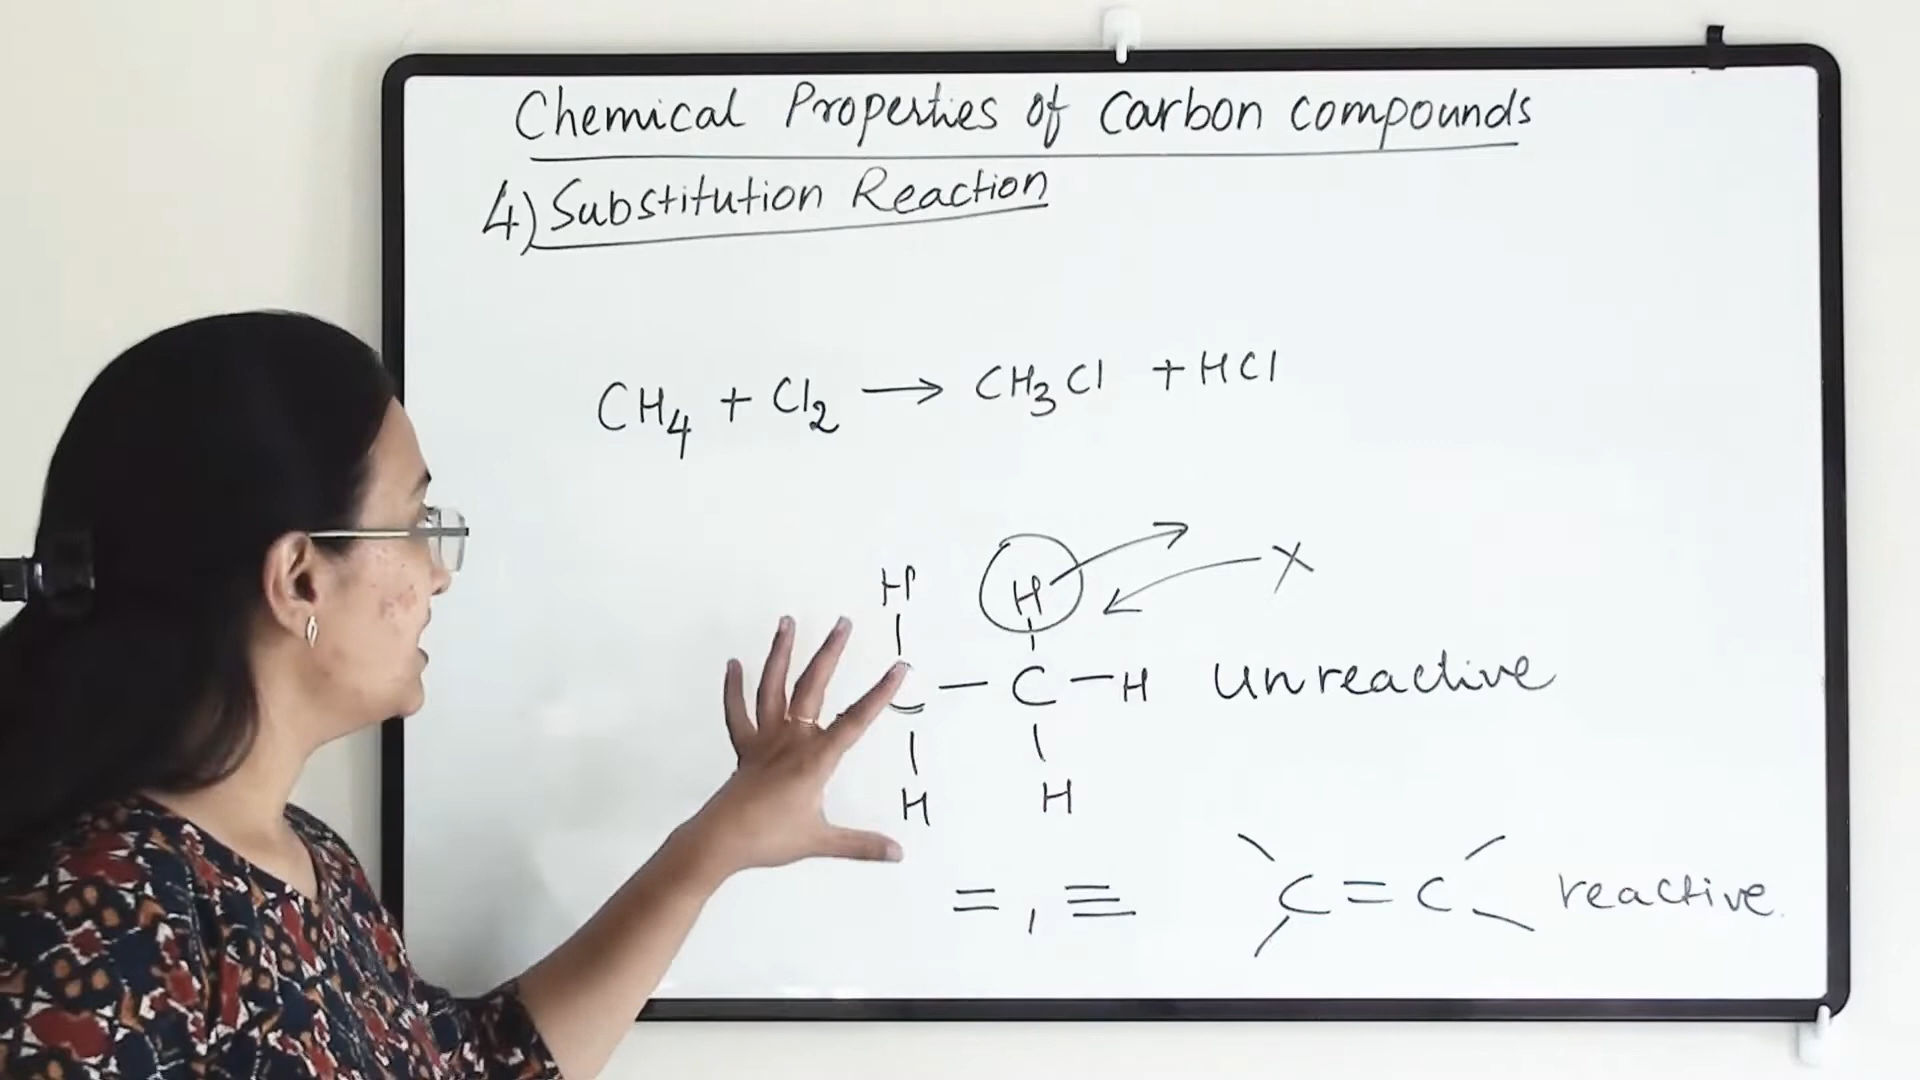 Chemical Properties of Carbon compounds
4) Substitution Reaction
CH₄ + Cl₂ → CH₃Cl + HCl
H H X
C — C — H unreactive
H H
=, ≡ C = C reactive